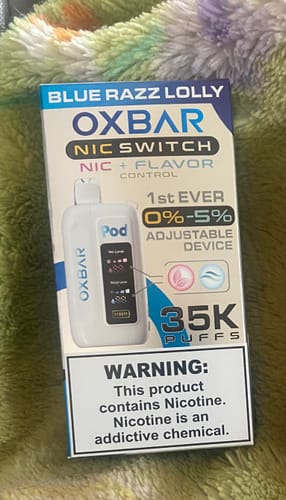 BLUE RAZZ LOLLY
OXBAR
NIC SWITCH
NIC + FLAVOR
CONTROL
1st EVER
0%-5%
ADJUSTABLE
DEVICE
Pod
OXBAR
35K
PUFFS
WARNING:
This product
contains Nicotine.
Nicotine is an
addictive chemical.